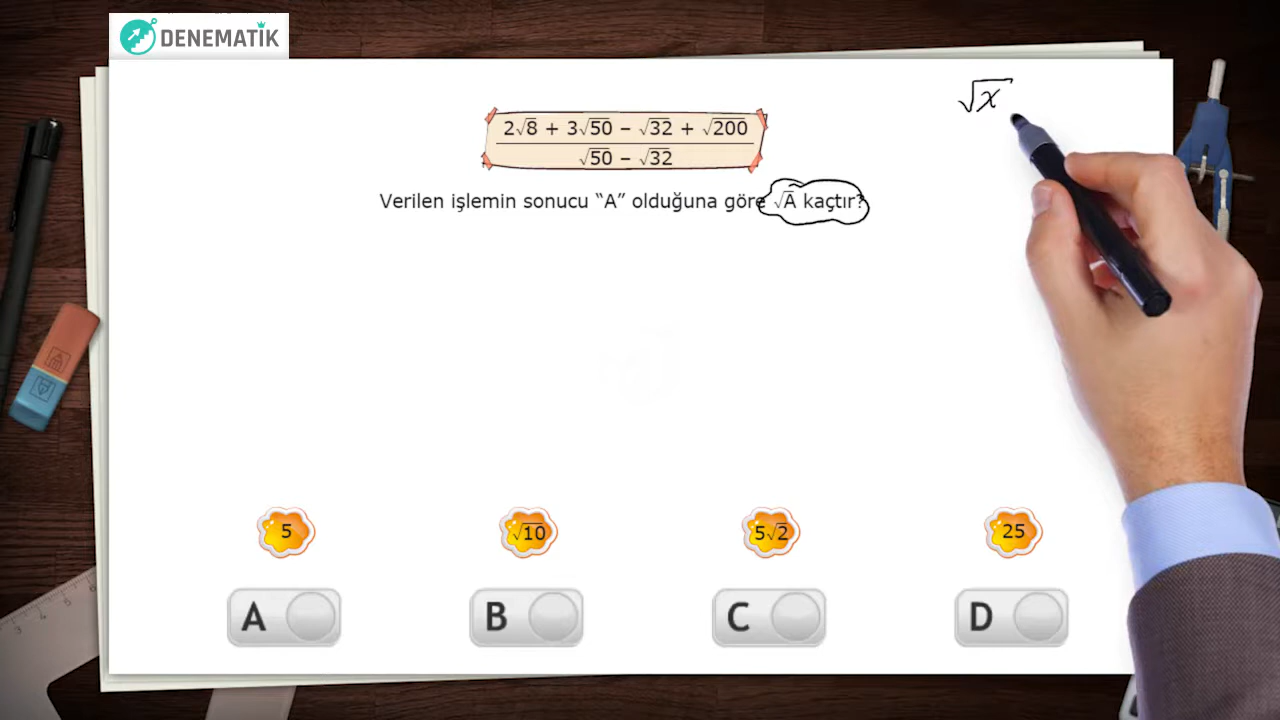 DENEMATİK
√x
2√8 + 3√50 – √32 + √200
√50 – √32
Verilen işlemin sonucu “A” olduğuna göre √A kaçtır?
5
√10
5√2
25
A
B
C
D